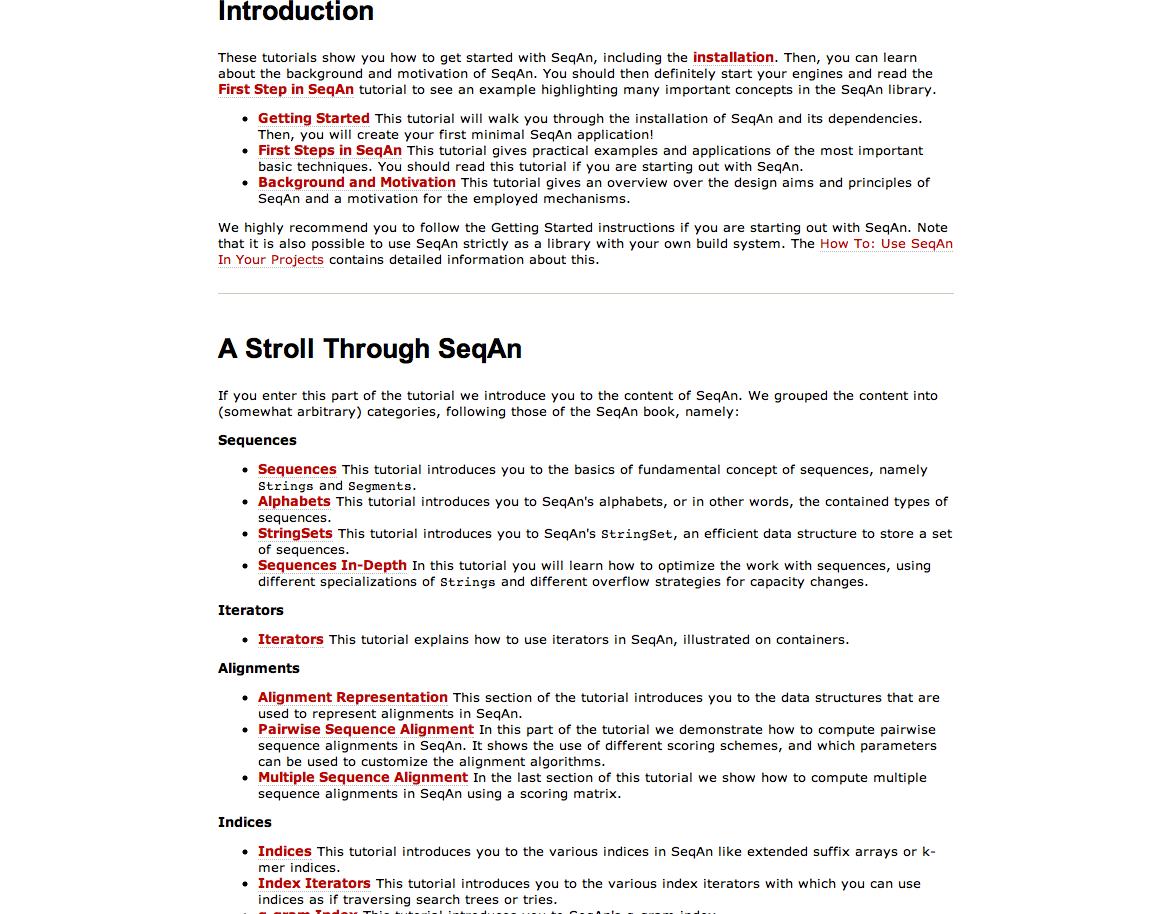 Introduction
These tutorials show you how to get started with SeqAn, including the installation. Then, you can learn
about the background and motivation of SeqAn. You should then definitely start your engines and read the
First Step in SeqAn tutorial to see an example highlighting many important concepts in the SeqAn library.
• Getting Started This tutorial will walk you through the installation of SeqAn and its dependencies.
Then, you will create your first minimal SeqAn application!
• First Steps in SeqAn This tutorial gives practical examples and applications of the most important
basic techniques. You should read this tutorial if you are starting out with SeqAn.
• Background and Motivation This tutorial gives an overview over the design aims and principles of
SeqAn and a motivation for the employed mechanisms.
We highly recommend you to follow the Getting Started instructions if you are starting out with SeqAn. Note
that it is also possible to use SeqAn strictly as a library with your own build system. The How To: Use SeqAn
In Your Projects contains detailed information about this.
A Stroll Through SeqAn
If you enter this part of the tutorial we introduce you to the content of SeqAn. We grouped the content into
(somewhat arbitrary) categories, following those of the SeqAn book, namely:
Sequences
• Sequences This tutorial introduces you to the basics of fundamental concept of sequences, namely
Strings and Segments.
• Alphabets This tutorial introduces you to SeqAn's alphabets, or in other words, the contained types of
sequences.
• StringSets This tutorial introduces you to SeqAn's StringSet, an efficient data structure to store a set
of sequences.
• Sequences In-Depth In this tutorial you will learn how to optimize the work with sequences, using
different specializations of Strings and different overflow strategies for capacity changes.
Iterators
• Iterators This tutorial explains how to use iterators in SeqAn, illustrated on containers.
Alignments
• Alignment Representation This section of the tutorial introduces you to the data structures that are
used to represent alignments in SeqAn.
• Pairwise Sequence Alignment In this part of the tutorial we demonstrate how to compute pairwise
sequence alignments in SeqAn. It shows the use of different scoring schemes, and which parameters
can be used to customize the alignment algorithms.
• Multiple Sequence Alignment In the last section of this tutorial we show how to compute multiple
sequence alignments in SeqAn using a scoring matrix.
Indices
• Indices This tutorial introduces you to the various indices in SeqAn like extended suffix arrays or k-
mer indices.
• Index Iterators This tutorial introduces you to the various index iterators with which you can use
indices as if traversing search trees or tries.
• q-gram Index This tutorial introduces you to SeqAn's q-gram index.